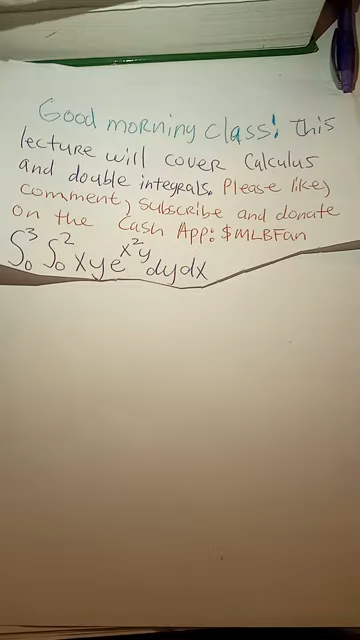 Good morning class! This
lecture will cover Calculus
and double integrals. Please like,
comment, subscribe and donate
on the Cash App: $MLBFan
∫₀³ ∫₀² xye^(x²y) dydx